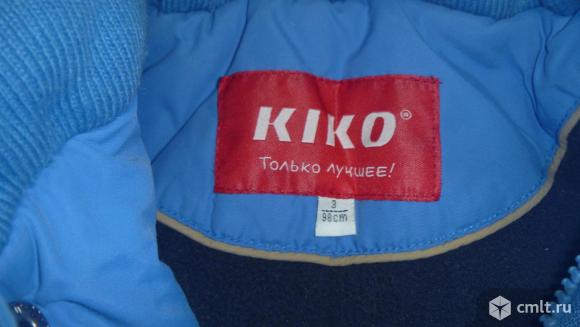 KIKO®
Только лучшее!
3
98cm
cmlt.ru